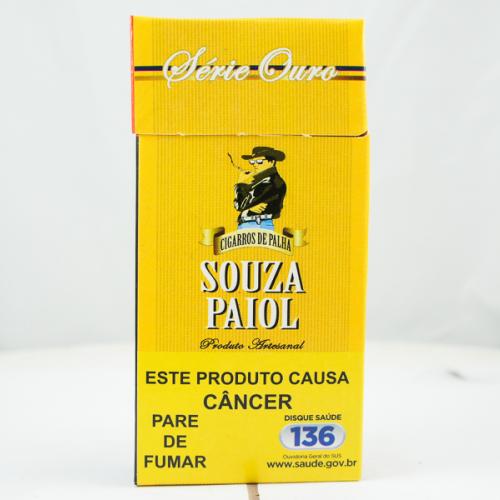 Série Ouro
CIGARROS DE PALHA
SOUZA
PAIOL
Produto Artesanal
ESTE PRODUTO CAUSA
CÂNCER
PARE
DE
FUMAR
DISQUE SAÚDE
136
Ouvidoria Geral do SUS
www.saude.gov.br